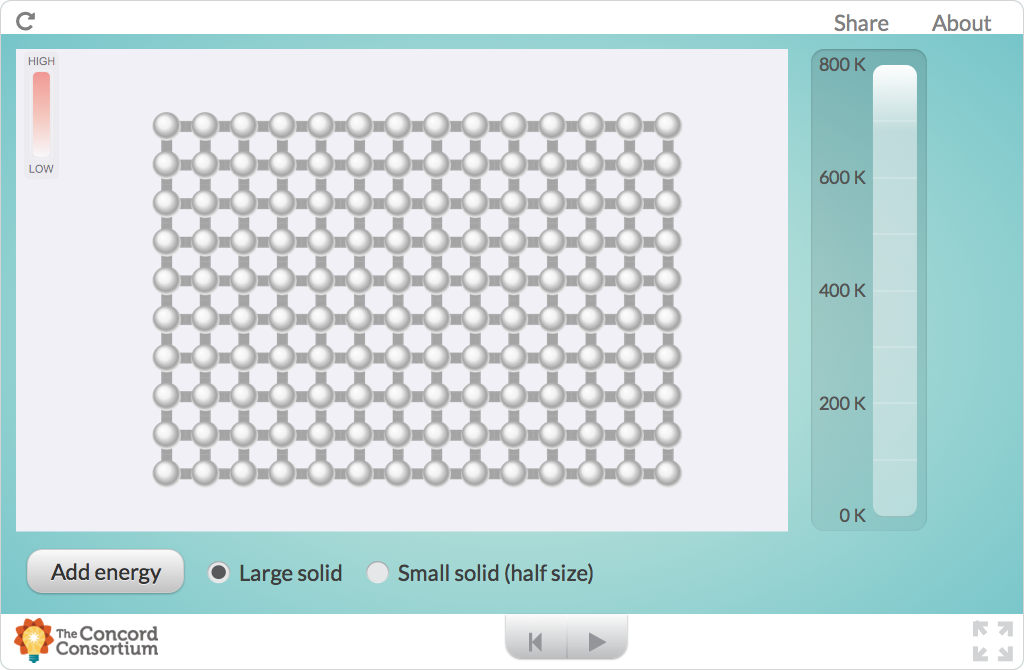 Share About
HIGH
LOW
800 K
600 K
400 K
200 K
0 K
Add energy Large solid Small solid (half size)
The Concord
Consortium